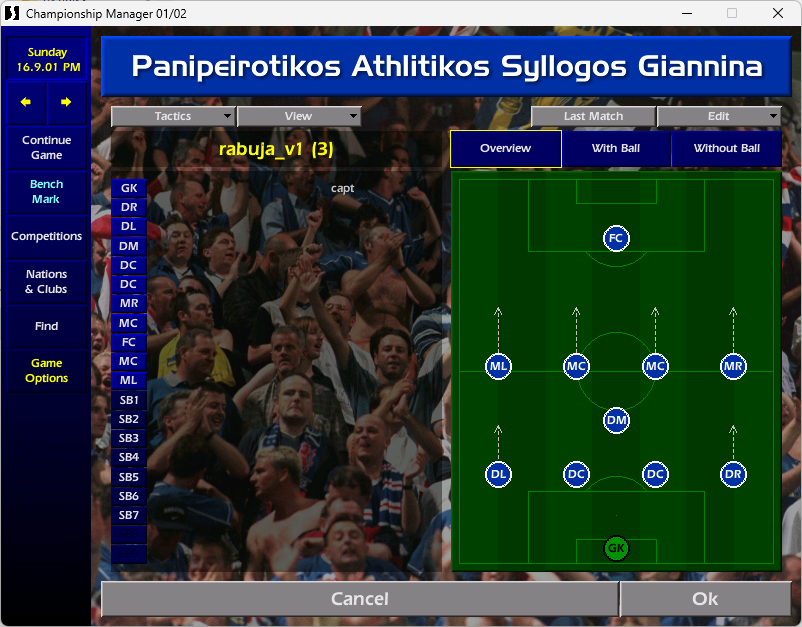 Championship Manager 01/02
Sunday
16.9.01 PM
Continue
Game
Bench
Mark
Competitions
Nations
& Clubs
Find
Game
Options
Panipeirotikos Athlitikos Syllogos Giannina
Tactics
View
Last Match
Edit
rabuja_v1 (3)
Overview
With Ball
Without Ball
GK capt
DR
DL
DM
DC
DC
MR
MC
FC
MC
ML
SB1
SB2
SB3
SB4
SB5
SB6
SB7
FC
ML MC MC MR
DM
DL DC DC DR
GK
Cancel
Ok